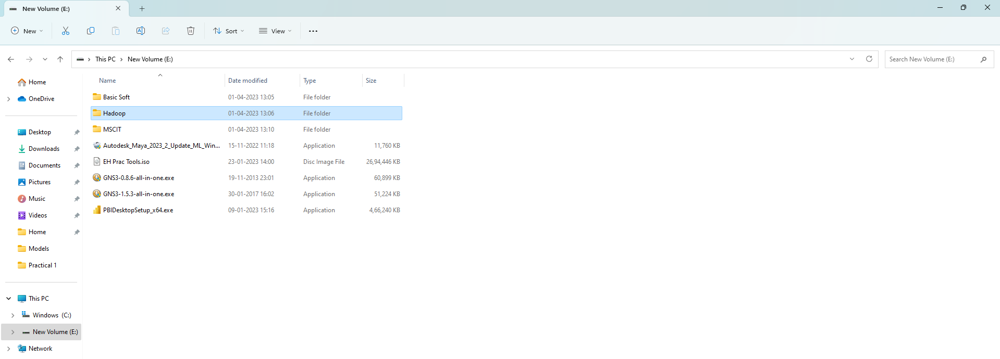 New Volume (E:)
New Sort View
This PC New Volume (E:) Search New Volume (E:)
Home
OneDrive
Desktop
Downloads
Documents
Pictures
Music
Videos
Home
Models
Practical 1
This PC
Windows (C:)
New Volume (E:)
Network
Name Date modified Type Size
Basic Soft 01-04-2023 13:05 File folder
Hadoop 01-04-2023 13:06 File folder
MSCIT 01-04-2023 13:10 File folder
Autodesk_Maya_2023_2_Update_ML_Win... 15-11-2022 11:18 Application 11,760 KB
EH Prac Tools.iso 23-01-2023 14:00 Disc Image File 26,94,446 KB
GNS3-0.8.6-all-in-one.exe 19-11-2013 23:01 Application 60,899 KB
GNS3-1.5.3-all-in-one.exe 30-01-2017 16:02 Application 51,224 KB
PBIDesktopSetup_x64.exe 09-01-2023 15:16 Application 4,66,240 KB